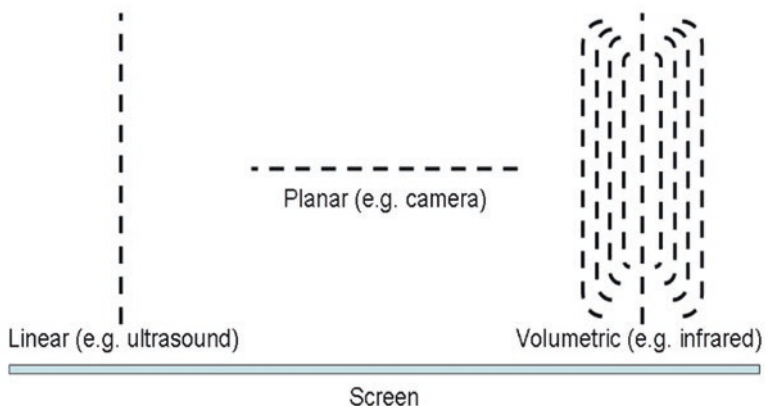 Planar (e.g. camera)
Linear (e.g. ultrasound)
Volumetric (e.g. infrared)
Screen